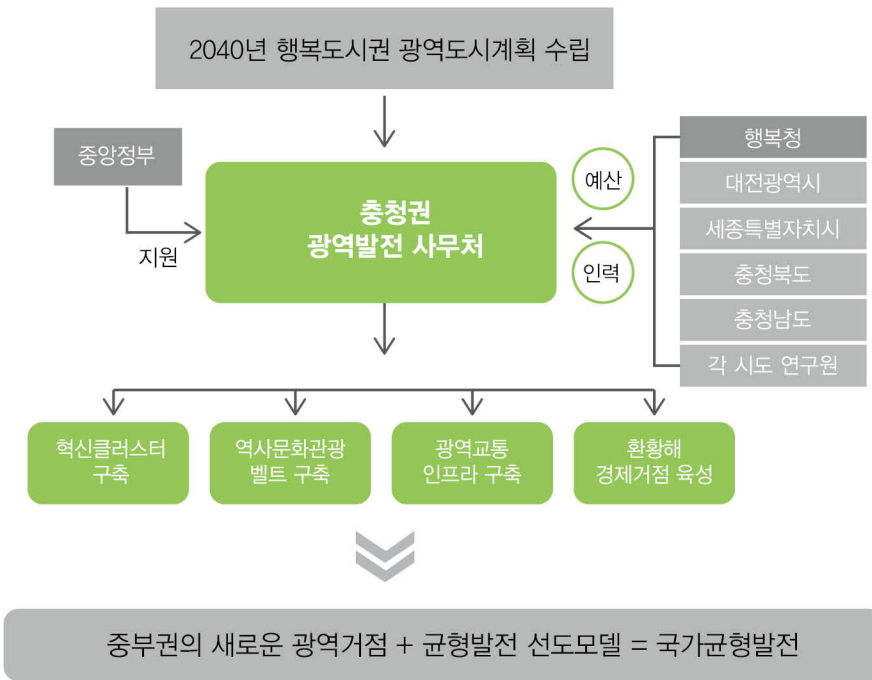 2040년 행복도시권 광역도시계획 수립
중앙정부
지원
충청권
광역발전 사무처
예산
인력
행복청
대전광역시
세종특별자치시
충청북도
충청남도
각 시도 연구원
혁신클러스터
구축
역사문화관광
벨트 구축
광역교통
인프라 구축
환황해
경제거점 육성
중부권의 새로운 광역거점 + 균형발전 선도모델 = 국가균형발전